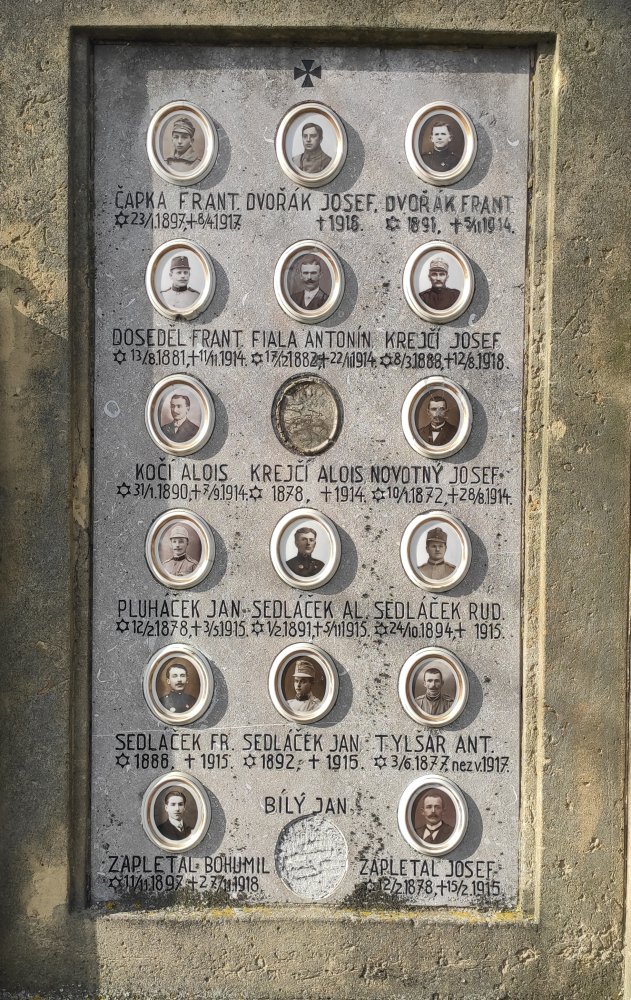 ČAPKA FRANT. DVOŘÁK JOSEF, DVOŘÁK FRANT.
✡23/1.1897,+8/4.1917. +1918. ✡ 1891, +5/11.1914.
DOSEDĚL FRANT. FIALA ANTONÍN. KREJČÍ JOSEF
✡13/8.1881,+11/11.1914. ✡17/2.1882,+22/11.1914. ✡8/3.1888,+12/8.1918.
KOČÍ ALOIS KREJČÍ ALOIS NOVOTNÝ JOSEF
✡31/1.1890,+7/9.1914. ✡ 1878, +1914. ✡10/1.1872,+28/8.1914.
PLUHÁČEK JAN SEDLÁČEK AL. SEDLÁČEK RUD.
✡12/2.1878,+3/5.1915. ✡1/2.1891,+5/11.1915. ✡24/10.1894,+ 1915.
SEDLÁČEK FR. SEDLÁČEK JAN TYLŠAR ANT.
✡ 1888, + 1915. ✡ 1892, + 1915. ✡3/6.1877, nez.v.1917.
BÍLÝ JAN
ZAPLETAL BOHUMIL ZAPLETAL JOSEF
✡11/11.1897,+27/11.1918. ✡12/2.1878,+15/2.1915.